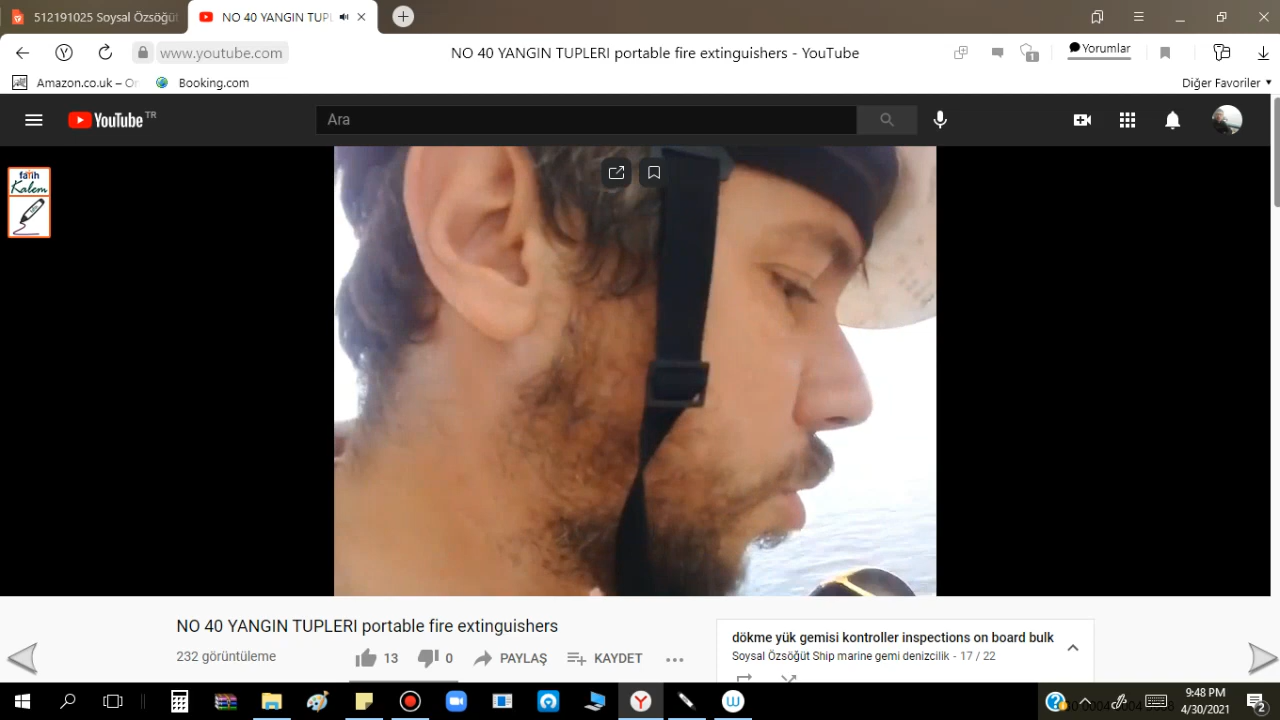 512191025 Soysal Özsöğüt
NO 40 YANGIN TUPL
www.youtube.com
NO 40 YANGIN TUPLERI portable fire extinguishers - YouTube
1
Yorumlar
Amazon.co.uk – O
Booking.com
Diğer Favoriler
YouTube TR
Ara
fatih
Kalem
NO 40 YANGIN TUPLERI portable fire extinguishers
232 görüntüleme
13
0
PAYLAŞ
KAYDET
dökme yük gemisi kontroller inspections on board bulk
Soysal Özsöğüt Ship marine gemi denizcilik - 17 / 22
9:48 PM
4/30/2021
2